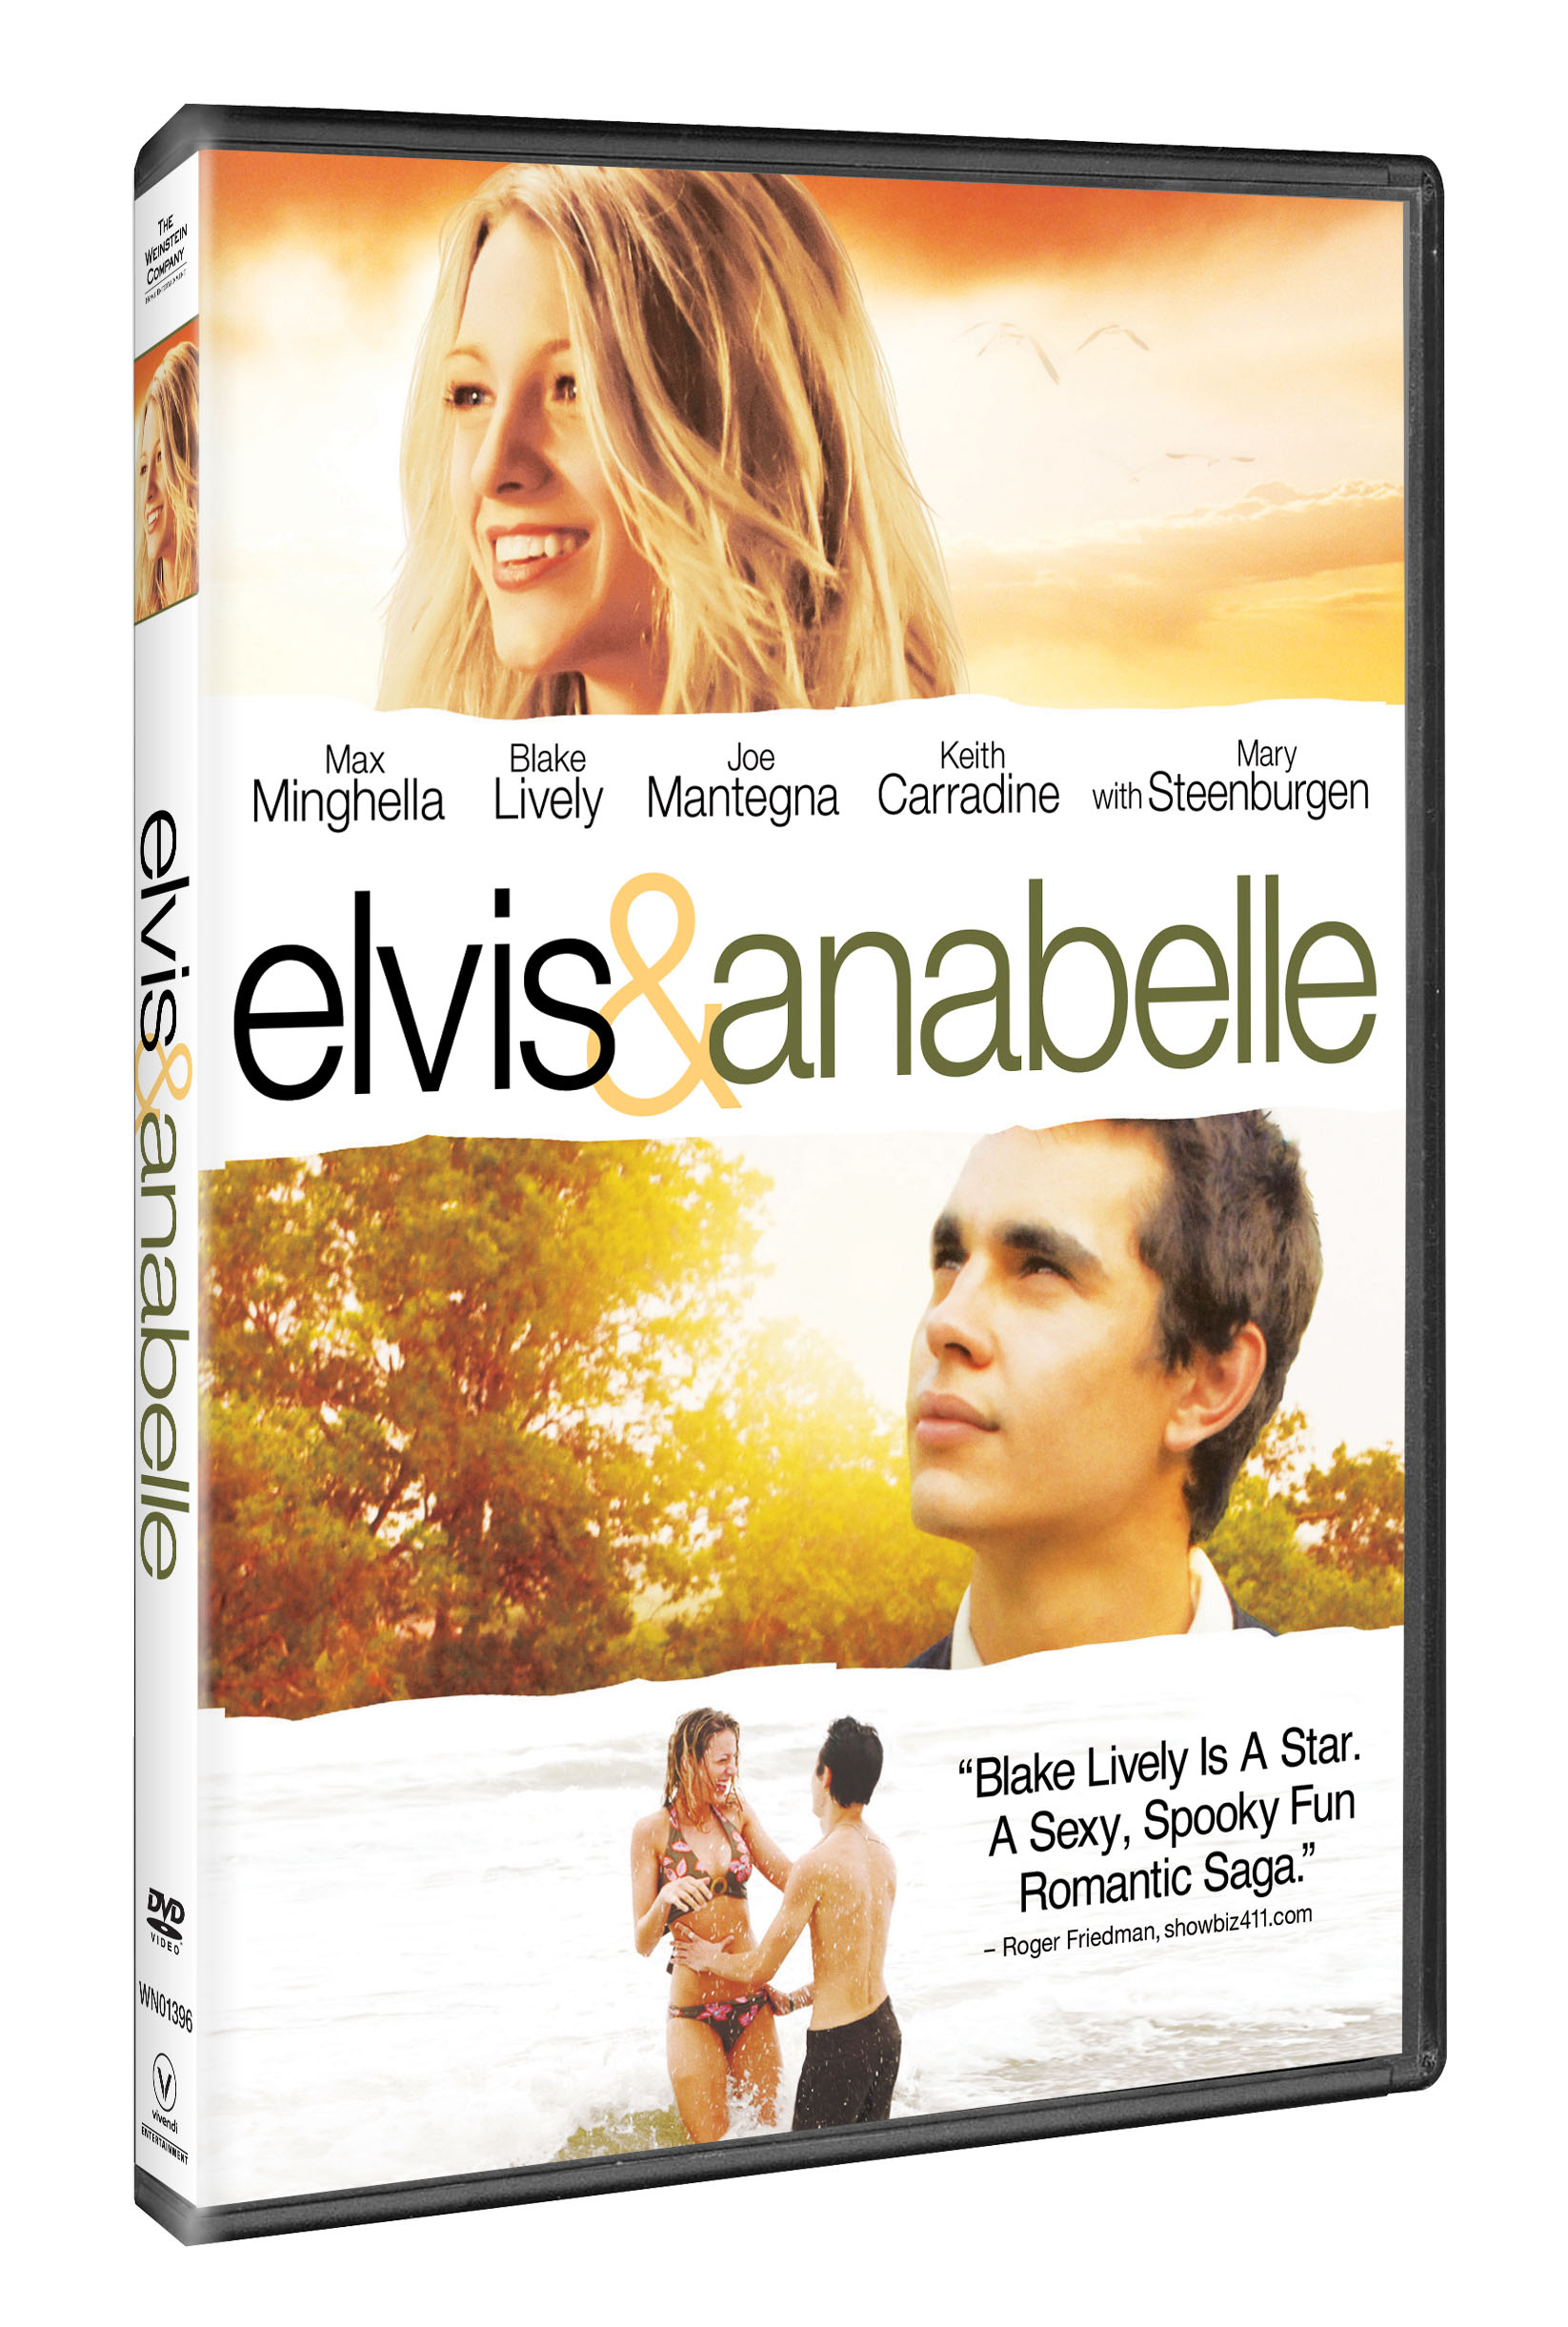 THE
WEINSTEIN
COMPANY
elvis&anabelle
DVD
VIDEO
WN01396
V
vivendi
ENTERTAINMENT
Max Blake Joe Keith Mary
Minghella Lively Mantegna Carradine with Steenburgen
elvis&anabelle
“Blake Lively Is A Star.
A Sexy, Spooky Fun
Romantic Saga.”
– Roger Friedman, showbiz411.com